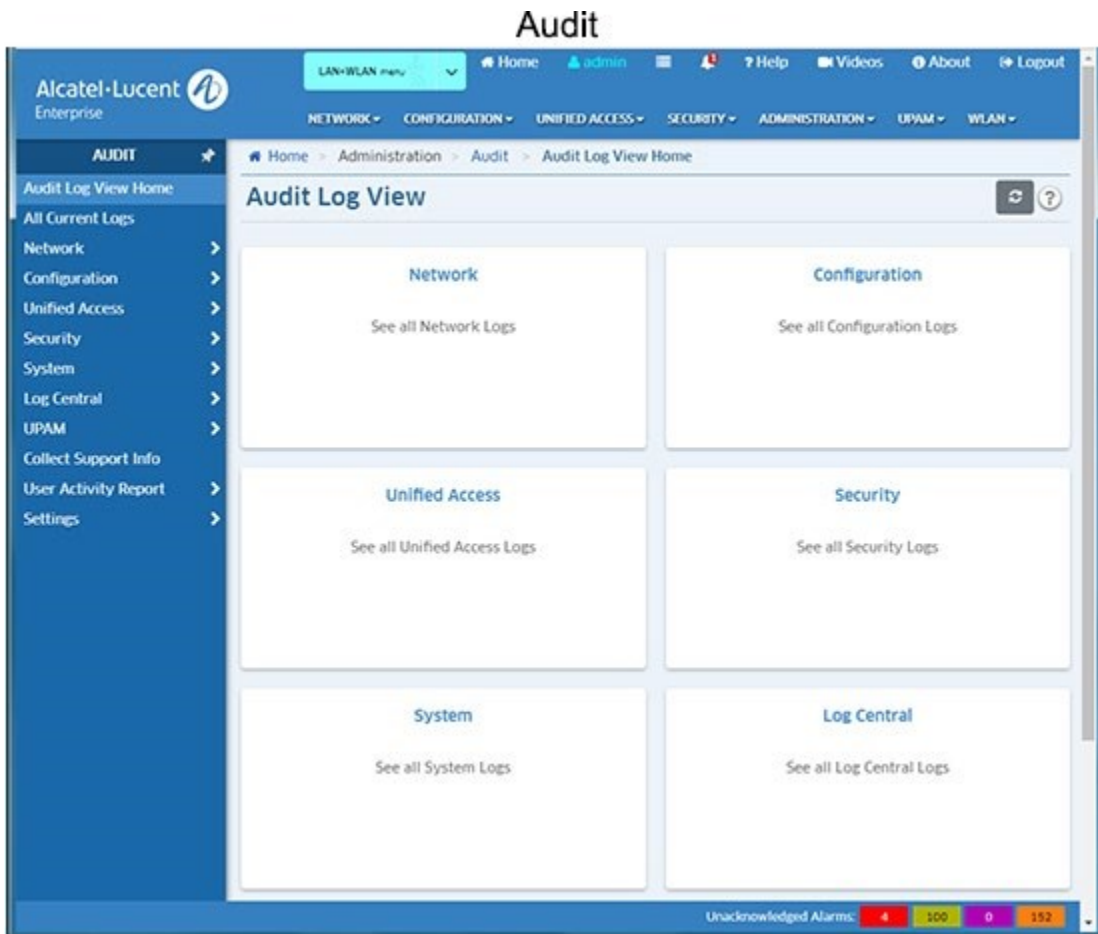 Audit
Alcatel·Lucent
Enterprise
LAN+WLAN menu
Home admin ? Help Videos About Logout
NETWORK CONFIGURATION UNIFIED ACCESS SECURITY ADMINISTRATION UPAM WLAN
AUDIT
Audit Log View Home
All Current Logs
Network
Configuration
Unified Access
Security
System
Log Central
UPAM
Collect Support Info
User Activity Report
Settings
Home > Administration > Audit > Audit Log View Home
Audit Log View
?
Network
See all Network Logs
Configuration
See all Configuration Logs
Unified Access
See all Unified Access Logs
Security
See all Security Logs
System
See all System Logs
Log Central
See all Log Central Logs
Unacknowledged Alarms: 4 100 0 152